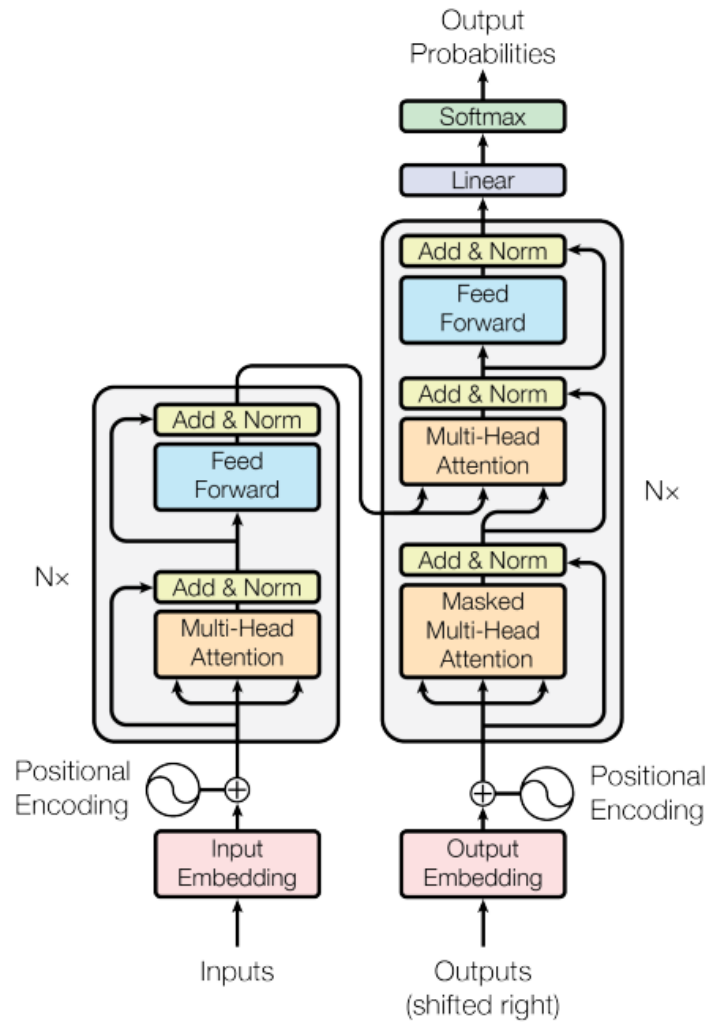 Output
Probabilities
Softmax
Linear
Add & Norm
Feed
Forward
Add & Norm
Multi-Head
Attention
Add & Norm
Masked
Multi-Head
Attention
N×
Add & Norm
Feed
Forward
Add & Norm
Multi-Head
Attention
N×
Positional
Encoding
Positional
Encoding
Input
Embedding
Output
Embedding
Inputs
Outputs
(shifted right)